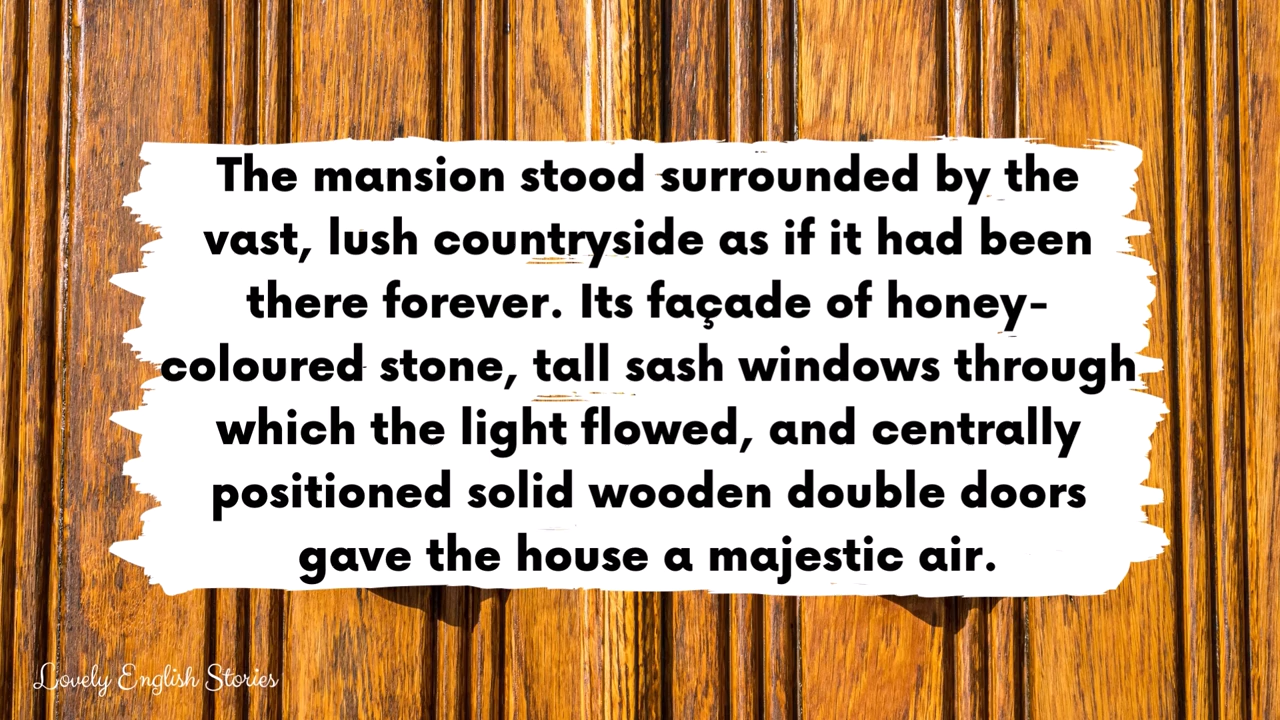 The mansion stood surrounded by the
vast, lush countryside as if it had been
there forever. Its façade of honey-
coloured stone, tall sash windows through
which the light flowed, and centrally
positioned solid wooden double doors
gave the house a majestic air.
Lovely English Stories